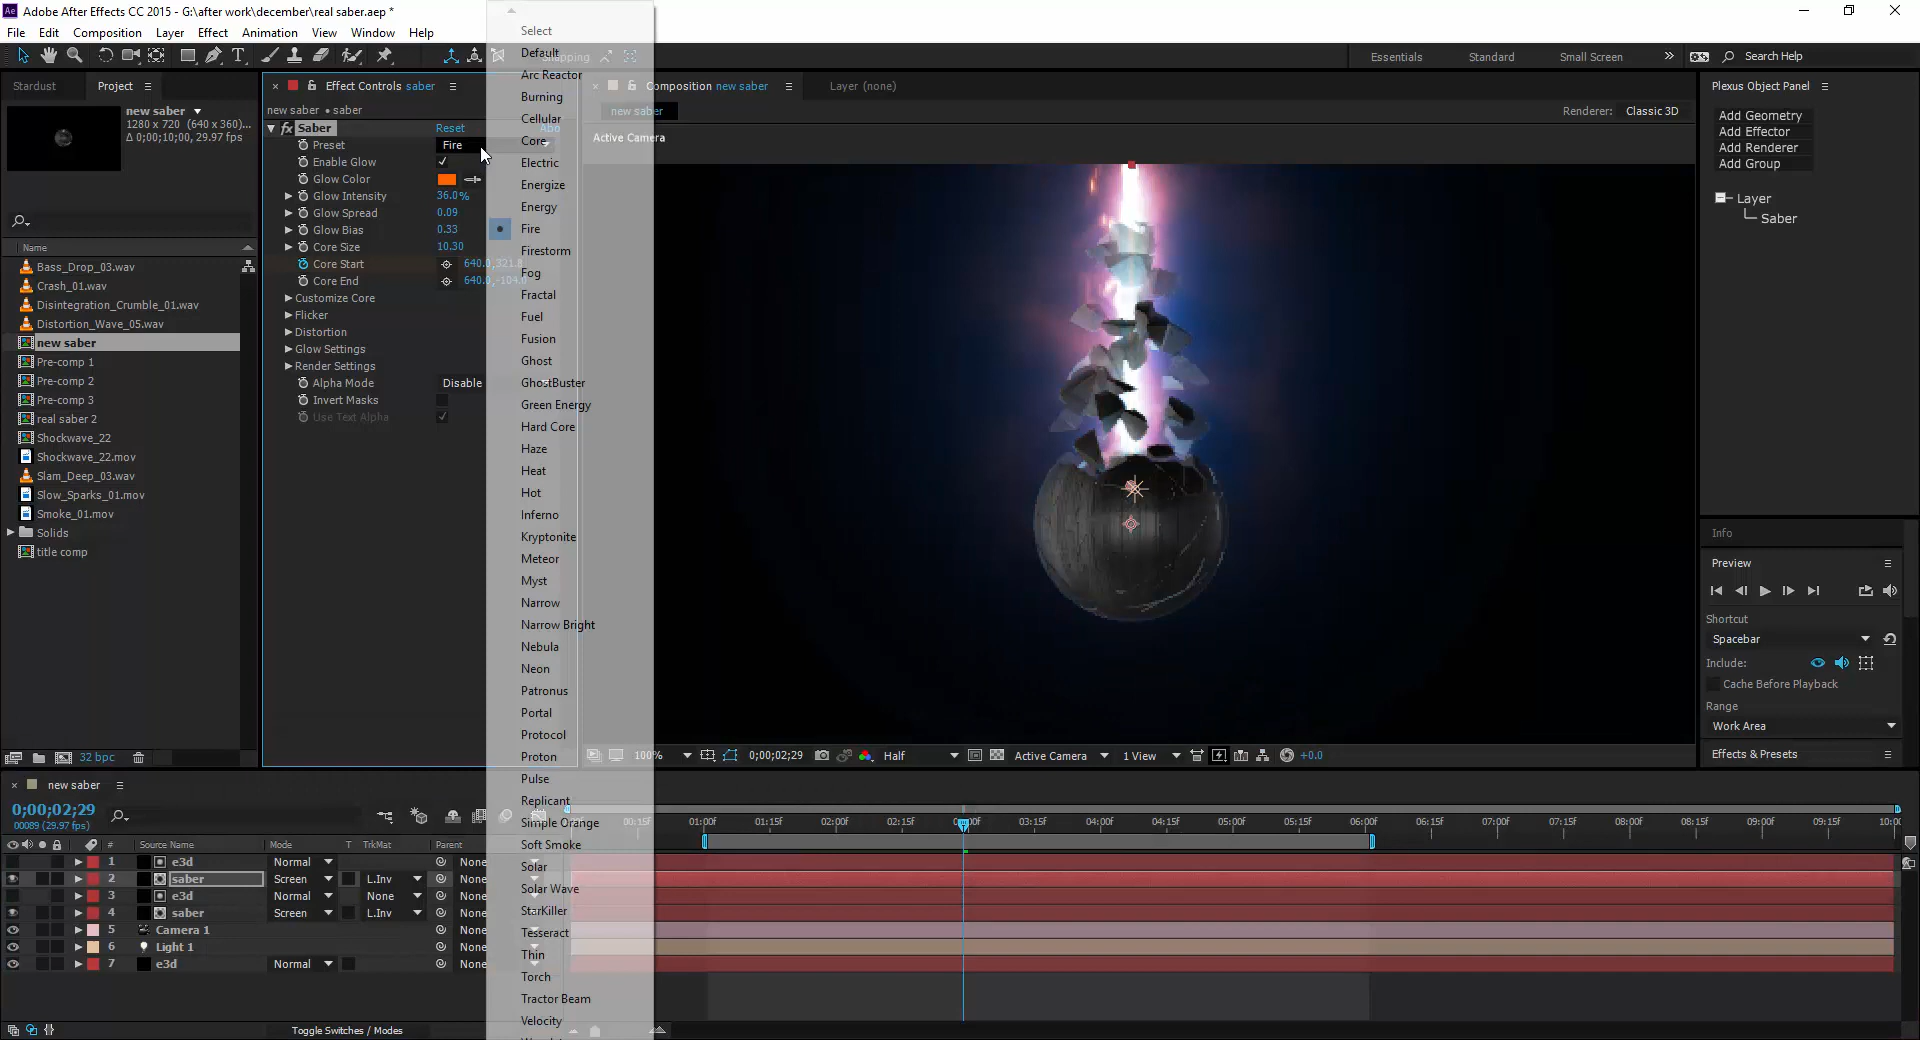 Adobe After Effects CC 2015 - G:\after work\december\real saber.aep *
File Edit Composition Layer Effect Animation View Window Help
Snapping
Essentials Standard Small Screen Search Help
Stardust Project
Effect Controls saber
Composition new saber
Layer (none)
Plexus Object Panel
new saber
1280 x 720 (640 x 360)...
Δ 0;00;10;00, 29.97 fps
new saber • saber
new saber
Renderer: Classic 3D
Active Camera
Saber Reset
Preset Fire
Enable Glow
Glow Color
Glow Intensity 36.0%
Glow Spread 0.09
Glow Bias 0.33
Core Size 10.30
Core Start 640.0,321.
Core End 640.0,-104.0
Customize Core
Flicker
Distortion
Glow Settings
Render Settings
Alpha Mode Disable
Invert Masks
Use Text Alpha
Select
Default
Arc Reactor
Burning
Cellular
Core
Electric
Energize
Energy
Fire
Firestorm
Fog
Fractal
Fuel
Fusion
Ghost
GhostBuster
Green Energy
Hard Core
Haze
Heat
Hot
Inferno
Kryptonite
Meteor
Myst
Narrow
Narrow Bright
Nebula
Neon
Patronus
Portal
Protocol
Proton
Pulse
Replicant
Simple Orange
Soft Smoke
Solar
Solar Wave
StarKiller
Tesseract
Thin
Torch
Tractor Beam
Velocity
Add Geometry
Add Effector
Add Renderer
Add Group
Layer
Saber
Name
Bass_Drop_03.wav
Crash_01.wav
Disintegration_Crumble_01.wav
Distortion_Wave_05.wav
new saber
Pre-comp 1
Pre-comp 2
Pre-comp 3
real saber 2
Shockwave_22
Shockwave_22.mov
Slam_Deep_03.wav
Slow_Sparks_01.mov
Smoke_01.mov
Solids
title comp
32 bpc
Info
Preview
Shortcut
Spacebar
Include:
Cache Before Playback
Range
Work Area
Effects & Presets
100% 0;00;02;29 Half Active Camera 1 View +0.0
new saber
0;00;02;29
00089 (29.97 fps)
00:15f 01:00f 01:15f 02:00f 02:15f 03:15f 04:00f 04:15f 05:00f 05:15f 06:00f 06:15f 07:00f 07:15f 08:00f 08:15f 09:00f 09:15f 10:00
# Source Name Mode T TrkMat Parent
1 e3d Normal None
2 saber Screen L.Inv None
3 e3d Normal None None
4 saber Screen L.Inv None
5 Camera 1 None
6 Light 1 None
7 e3d Normal None
Toggle Switches / Modes